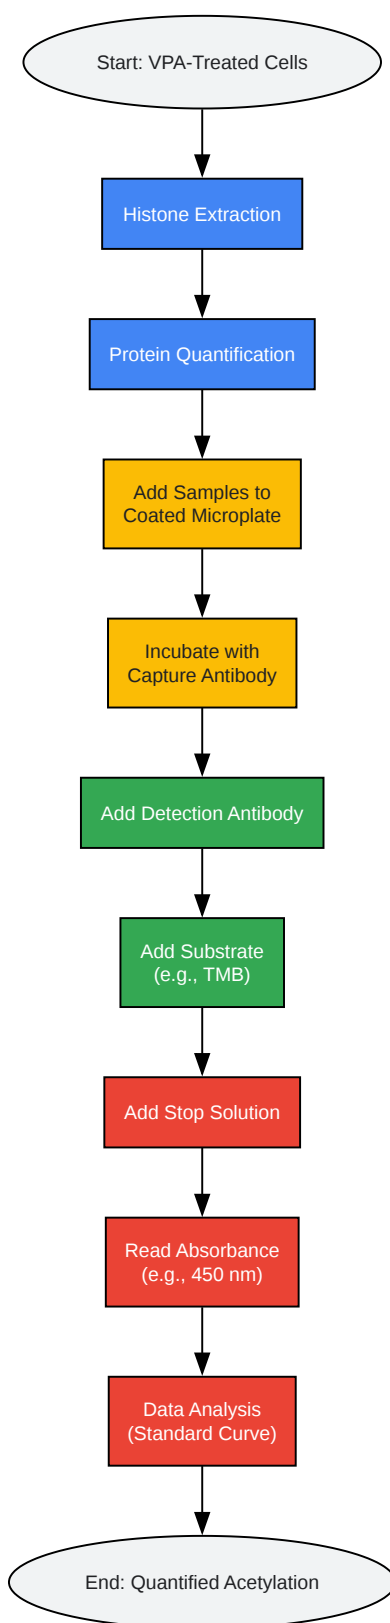 Start: VPA-Treated Cells
Histone Extraction
Protein Quantification
Add Samples to
Coated Microplate
Incubate with
Capture Antibody
Add Detection Antibody
Add Substrate
(e.g., TMB)
Add Stop Solution
Read Absorbance
(e.g., 450 nm)
Data Analysis
(Standard Curve)
End: Quantified Acetylation